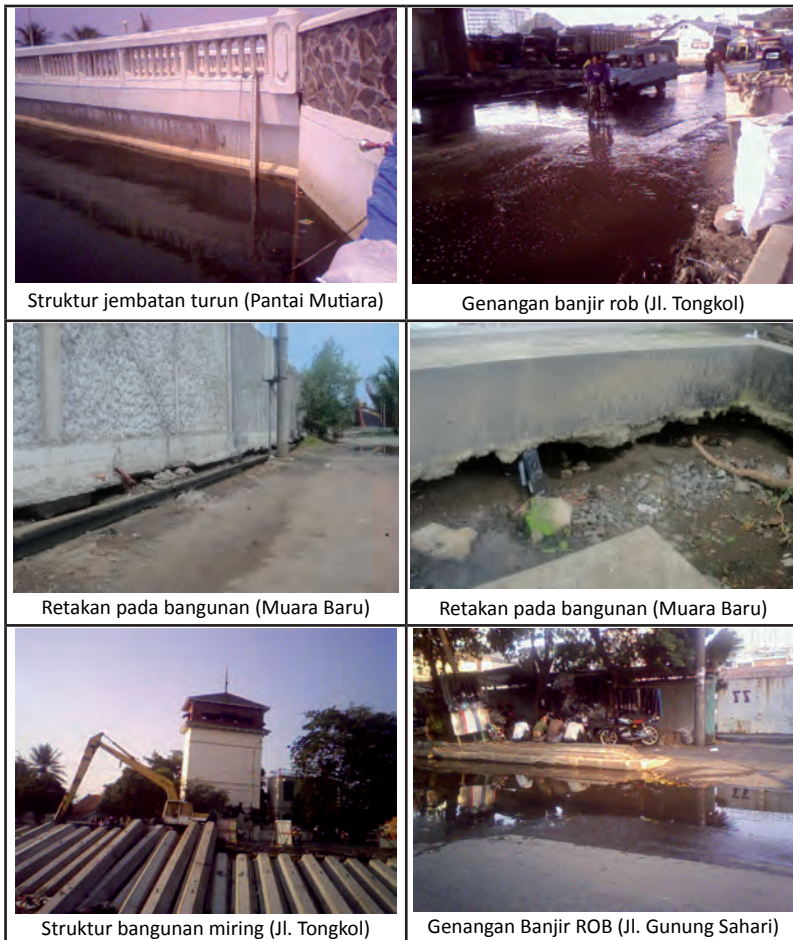 Struktur jembatan turun (Pantai Mutiara)
Genangan banjir rob (Jl. Tongkol)
Retakan pada bangunan (Muara Baru)
Retakan pada bangunan (Muara Baru)
Struktur bangunan miring (Jl. Tongkol)
Genangan Banjir ROB (Jl. Gunung Sahari)